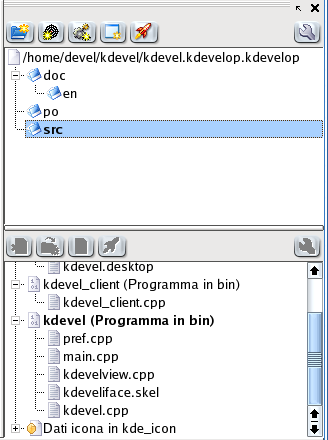 /home/devel/kdevel/kdevel.kdevelop.kdevelop
doc
en
po
src
kdevel.desktop
kdevel_client (Programma in bin)
kdevel_client.cpp
kdevel (Programma in bin)
pref.cpp
main.cpp
kdevelview.cpp
kdeveliface.skel
kdevel.cpp
Dati icona in kde_icon